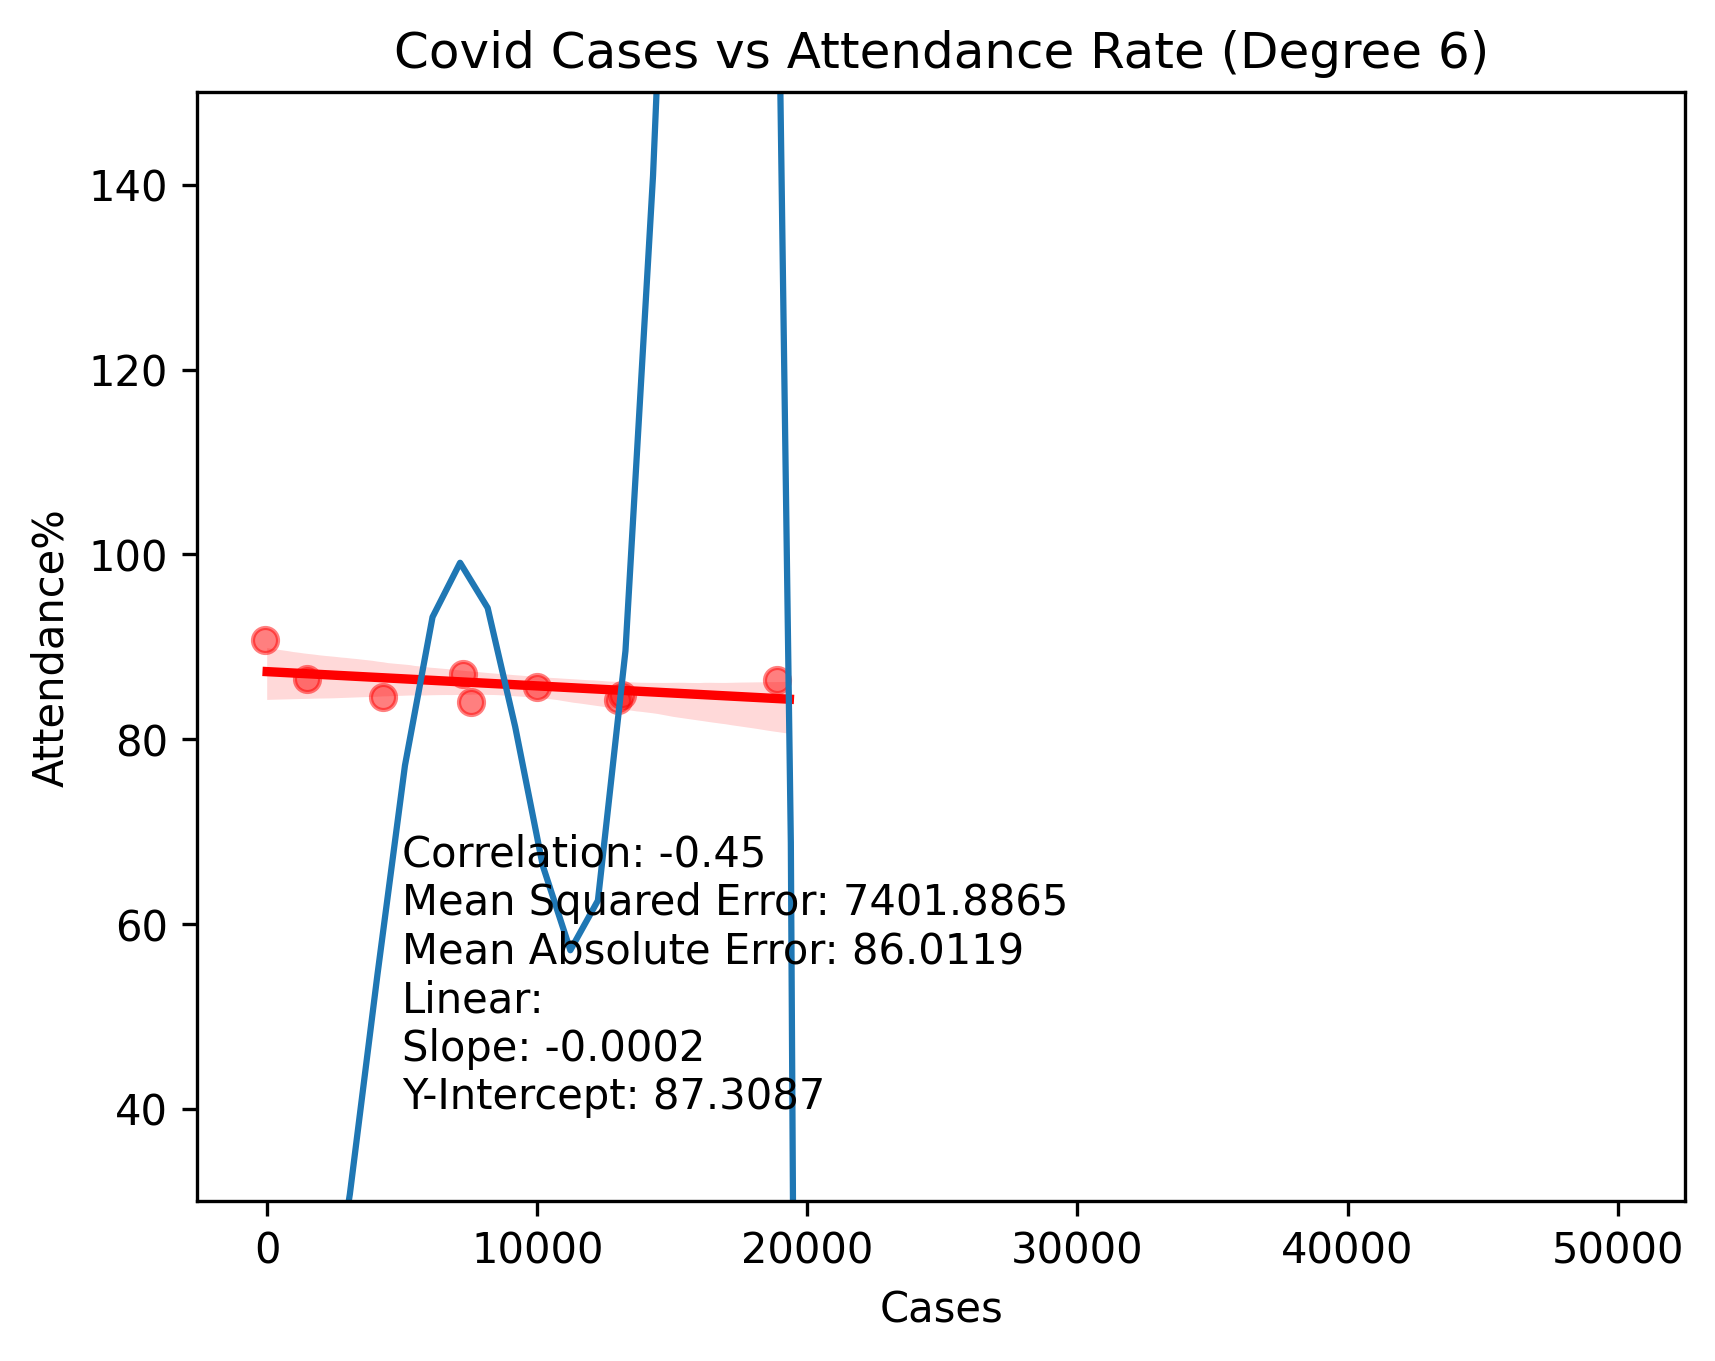 Covid Cases vs Attendance Rate (Degree 6)
140
120
100
80
60
40
Attendance%
Correlation: -0.45
Mean Squared Error: 7401.8865
Mean Absolute Error: 86.0119
Linear:
Slope: -0.0002
Y-Intercept: 87.3087
0 10000 20000 30000 40000 50000
Cases